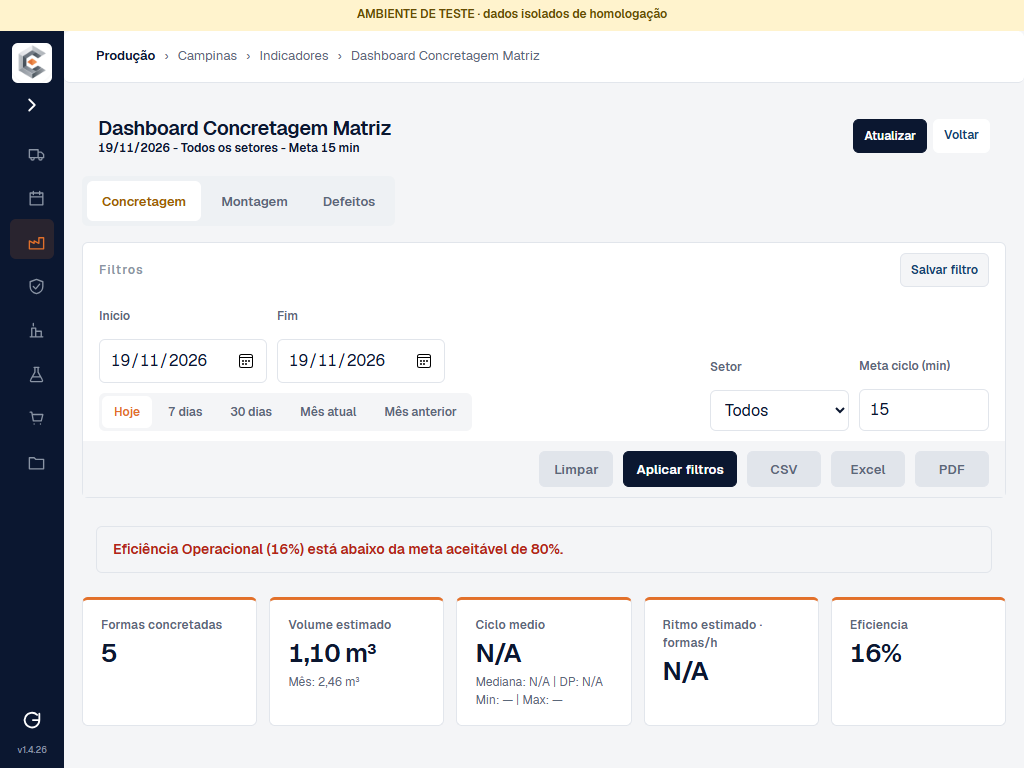 AMBIENTE DE TESTE · dados isolados de homologação
Produção › Campinas › Indicadores › Dashboard Concretagem Matriz
Dashboard Concretagem Matriz
19/11/2026 - Todos os setores - Meta 15 min
Atualizar
Voltar
Concretagem
Montagem
Defeitos
Filtros
Salvar filtro
Início
Fim
19/11/2026
19/11/2026
Setor
Meta ciclo (min)
Todos
15
Hoje
7 dias
30 dias
Mês atual
Mês anterior
Limpar
Aplicar filtros
CSV
Excel
PDF
Eficiência Operacional (16%) está abaixo da meta aceitável de 80%.
Formas concretadas
5
Volume estimado
1,10 m³
Mês: 2,46 m³
Ciclo medio
N/A
Mediana: N/A | DP: N/A
Min: — | Max: —
Ritmo estimado ·
formas/h
N/A
Eficiencia
16%
v1.4.26